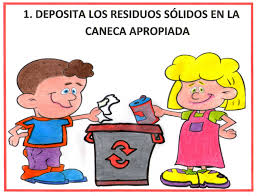 1. DEPOSITA LOS RESIDUOS SÓLIDOS EN LA
CANECA APROPIADA